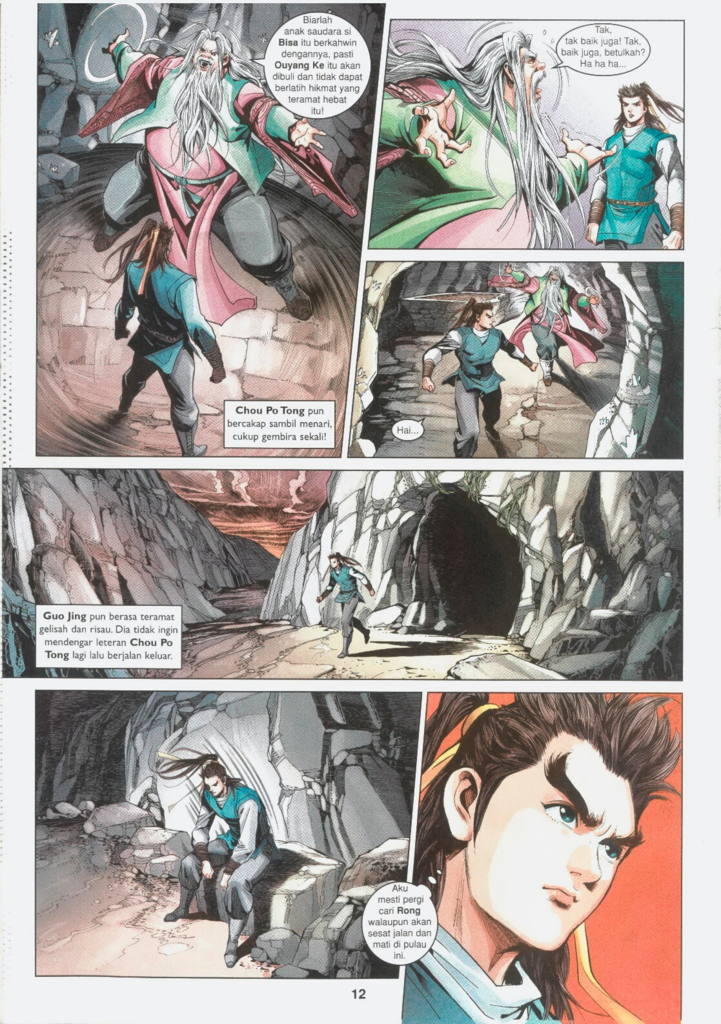 Biarlah
anak saudara si
Bisa itu berkahwin
dengannya, pasti
Ouyang Ke itu akan
dibuli dan tidak dapat
berlatih hikmat yang
teramat hebat
itu!
Tak,
tak baik juga! Tak,
baik juga, betulkah?
Ha ha ha...
Chou Po Tong pun
bercakap sambil menari,
cukup gembira sekali!
Hai...
Guo Jing pun berasa teramat
gelisah dan risau. Dia tidak ingin
mendengar leteran Chou Po
Tong lagi lalu berjalan keluar.
Aku
mesti pergi
cari Rong
walaupun akan
sesat jalan dan
mati di pulau
ini.
12